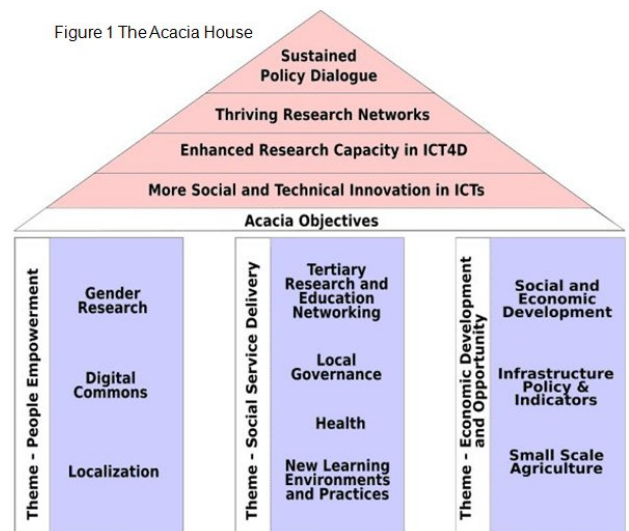 Figure 1 The Acacia House
Sustained
Policy Dialogue
Thriving Research Networks
Enhanced Research Capacity in ICT4D
More Social and Technical Innovation in ICTs
Acacia Objectives
Theme - People Empowerment
Gender
Research
Digital
Commons
Localization
Theme - Social Service Delivery
Tertiary
Research and
Education
Networking
Local
Governance
Health
New Learning
Environments
and Practices
Theme - Economic Development
and Opportunity
Social and
Economic
Development
Infrastructure
Policy &
Indicators
Small Scale
Agriculture